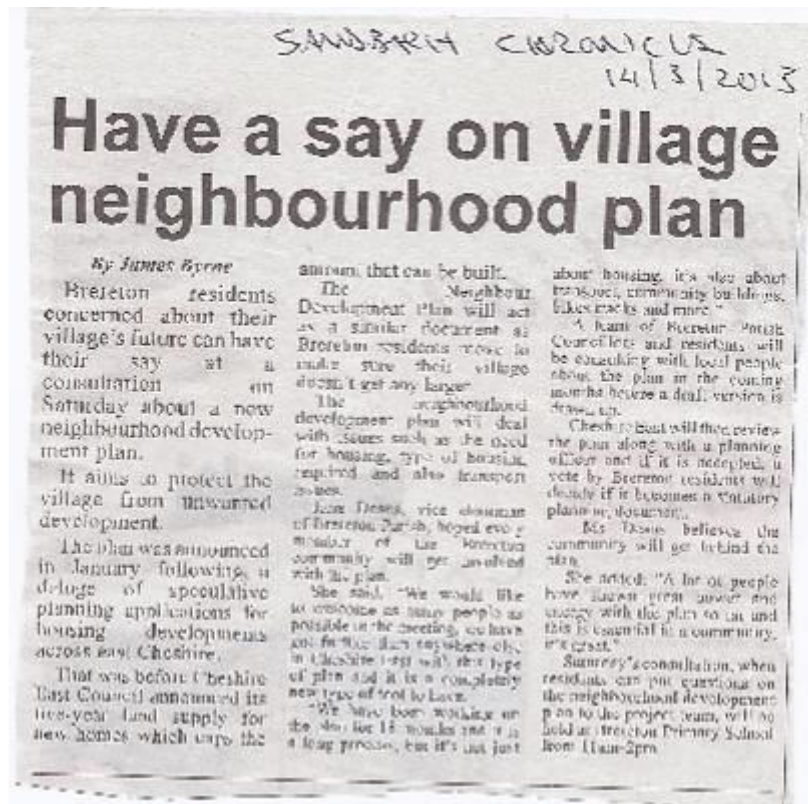 SANDBACH CHRONICLE
14/3/2013
Have a say on village
neighbourhood plan
By James Byrne
Brereton residents
concerned about their
village's future can have
their say at a
consultation on
Saturday about a new
neighbourhood develop-
ment plan.
It aims to protect the
village from unwanted
development.
The plan was announced
in January following a
deluge of speculative
planning applications for
housing developments
across east Cheshire.
That was before Cheshire
East Council announced its
five-year land supply for
new homes which caps the
amount that can be built.
The Neighbour
Development Plan will act
as a similar document as
Brereton residents move to
make sure their village
doesn't get any larger.
The neighbourhood
development plan will deal
with issues such as the need
for housing, type of housing
required and also transport
issues.
vice chairman
of Brereton Parish, hoped every
member of the Brereton
community will get involved
with the plan.
She said: "We would like
to welcome as many people as
possible to the meeting, we have
got further than anywhere else
in Cheshire East with this type
of plan and it is a completely
new type of tool to have.
"We have been working on
the plan for 18 months and it is
a long process, but it's not just
about housing, it's also about
transport, community buildings,
bikes tracks and more."
A team of Brereton Parish
Councillors and residents will
be consulting with local people
about the plan in the coming
months before a draft version is
drawn up.
Cheshire East will then review
the plan along with a planning
officer and if it is accepted, a
vote by Brereton residents will
decide if it becomes a statutory
planning document.
Ms believes the
community will get behind the
plan.
She added: "A lot of people
have shown great power and
energy with the plan so far and
this is essential in a community,
it's great."
Saturday's consultation, when
residents can put questions on
the neighbourhood development
plan to the project team, will be
held at Brereton Primary School
from 11am-2pm